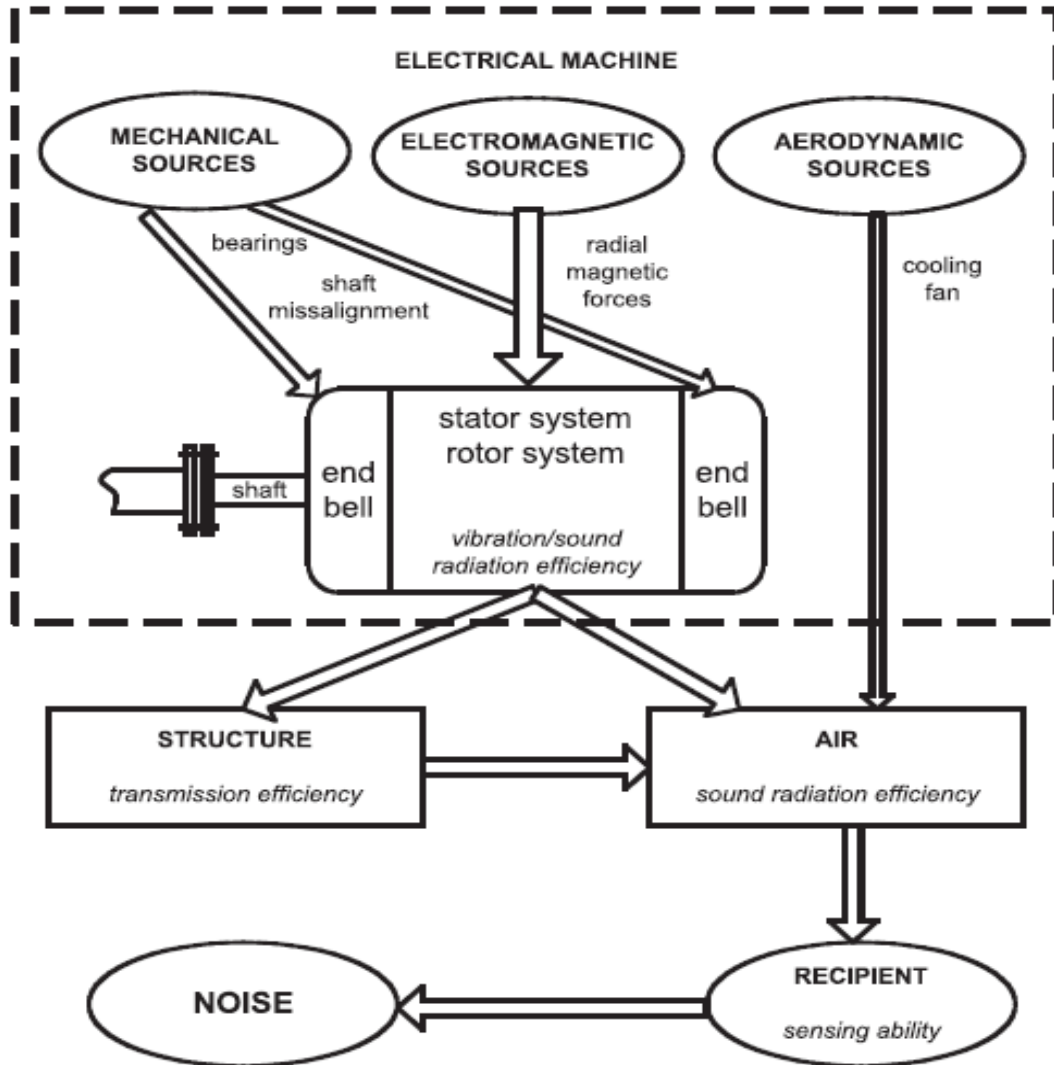 ELECTRICAL MACHINE
MECHANICAL
SOURCES
ELECTROMAGNETIC
SOURCES
AERODYNAMIC
SOURCES
bearings
shaft
missalignment
radial
magnetic
forces
cooling
fan
stator system
rotor system
end
bell
shaft
end
bell
vibration/sound
radiation efficiency
STRUCTURE
transmission efficiency
AIR
sound radiation efficiency
NOISE
RECIPIENT
sensing ability